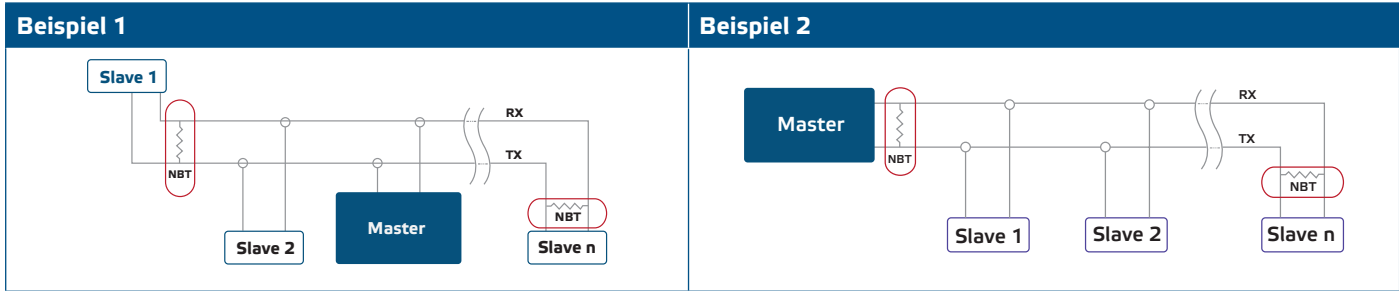 Beispiel 1
Slave 1
RX
TX
NBT
NBT
Master
Slave 2
Slave n
Beispiel 2
Master
RX
TX
NBT
NBT
Slave 1
Slave 2
Slave n